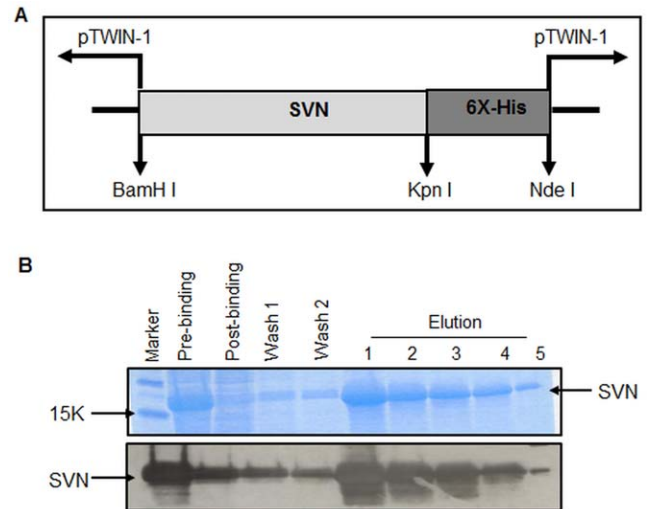 A
pTWIN-1 pTWIN-1
SVN 6X-His
BamH I Kpn I Nde I
B
Marker
Pre-binding
Post-binding
Wash 1
Wash 2
Elution
1 2 3 4 5
15K
SVN
SVN